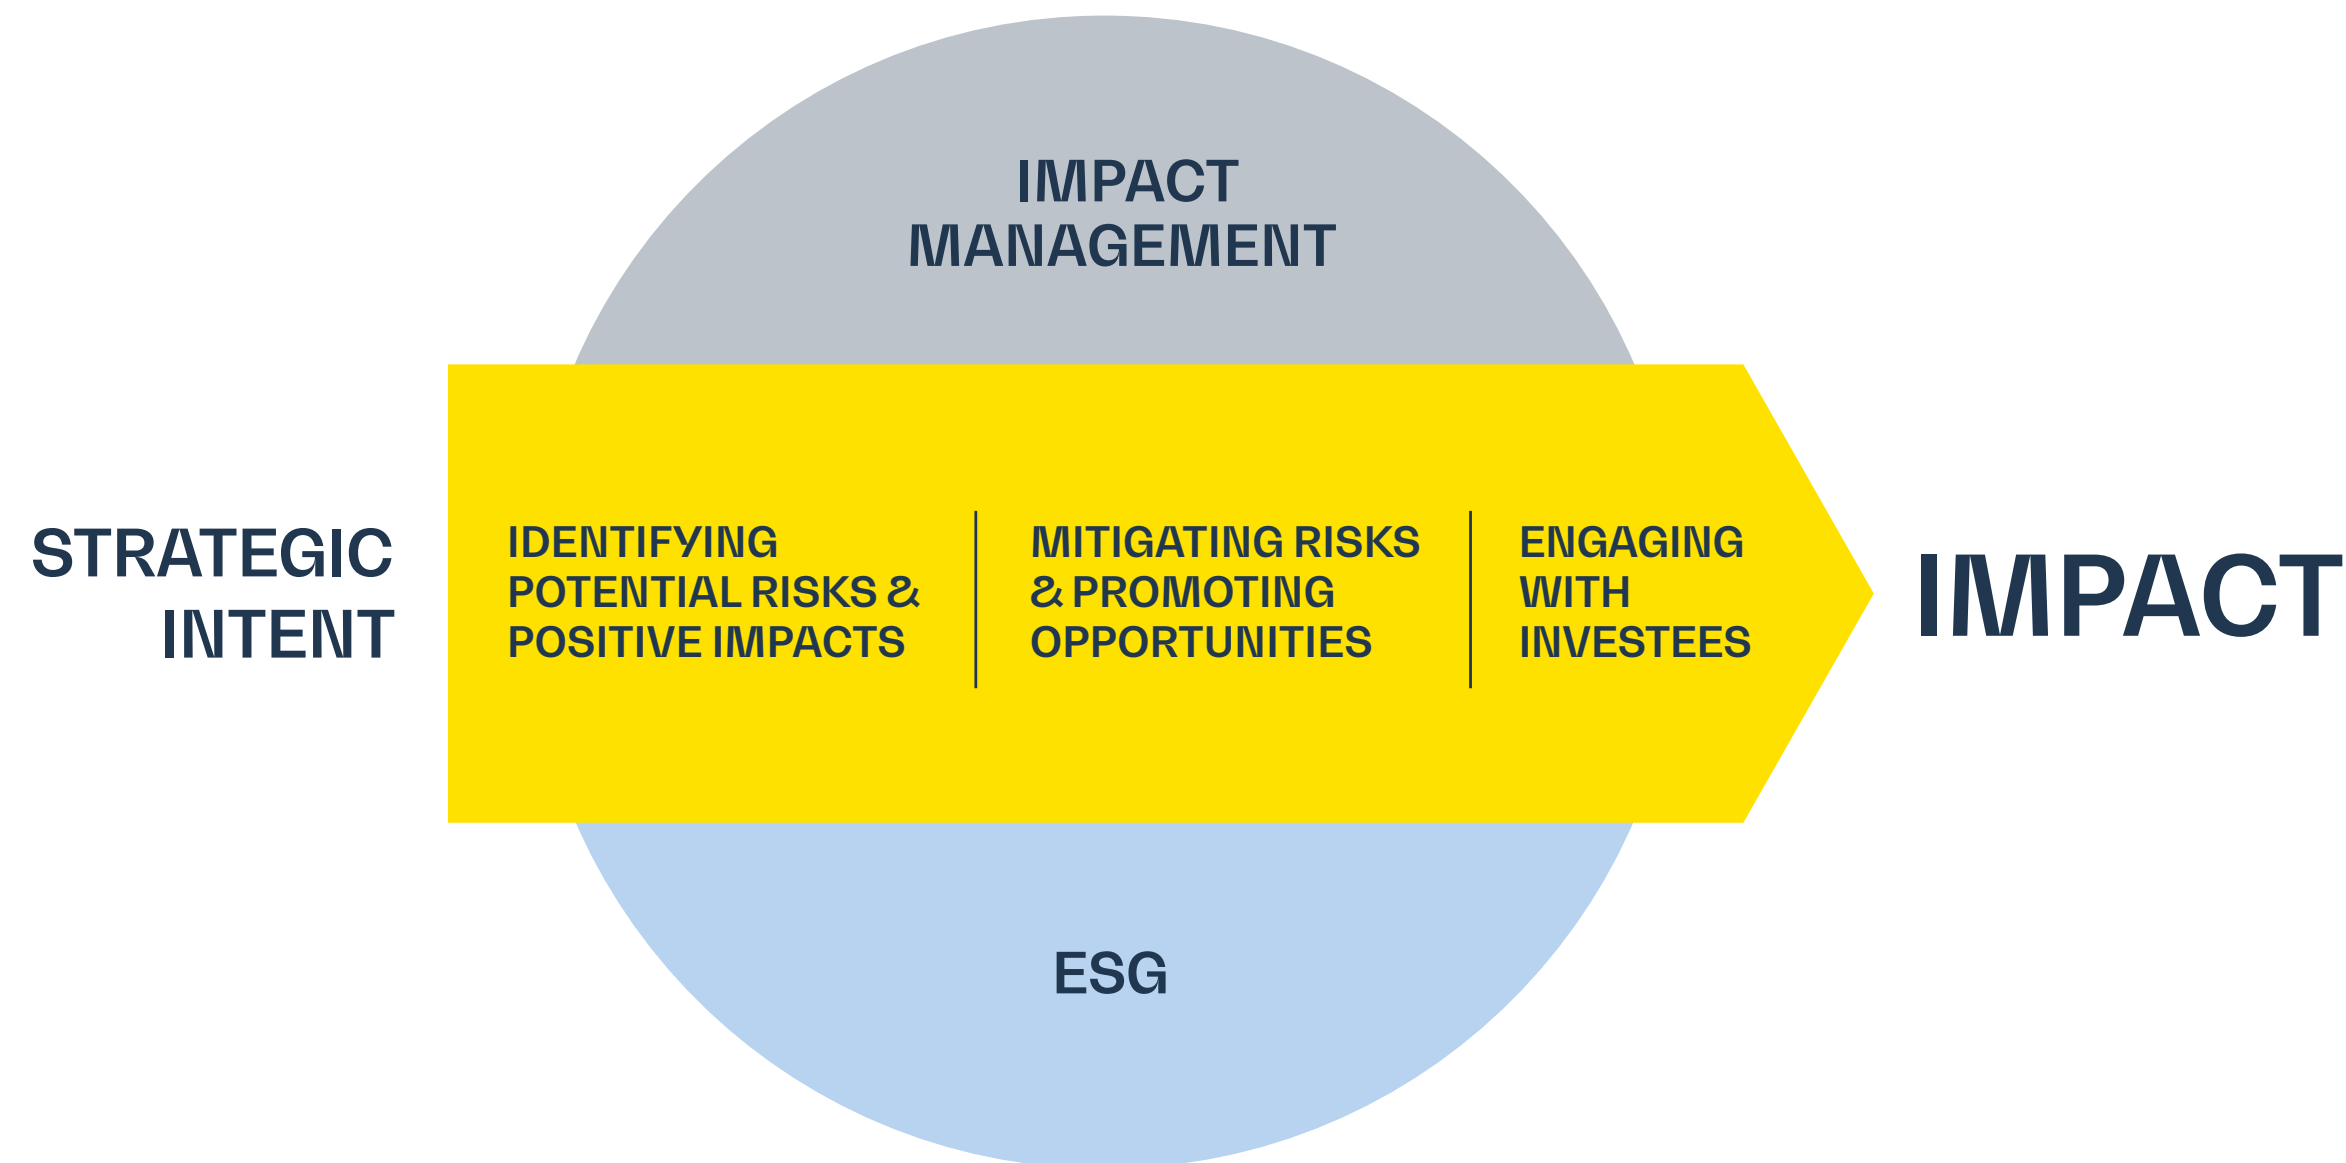 IMPACT
MANAGEMENT
STRATEGIC
INTENT
IDENTIFYING
POTENTIAL RISKS &
POSITIVE IMPACTS
MITIGATING RISKS
& PROMOTING
OPPORTUNITIES
ENGAGING
WITH
INVESTEES
IMPACT
ESG